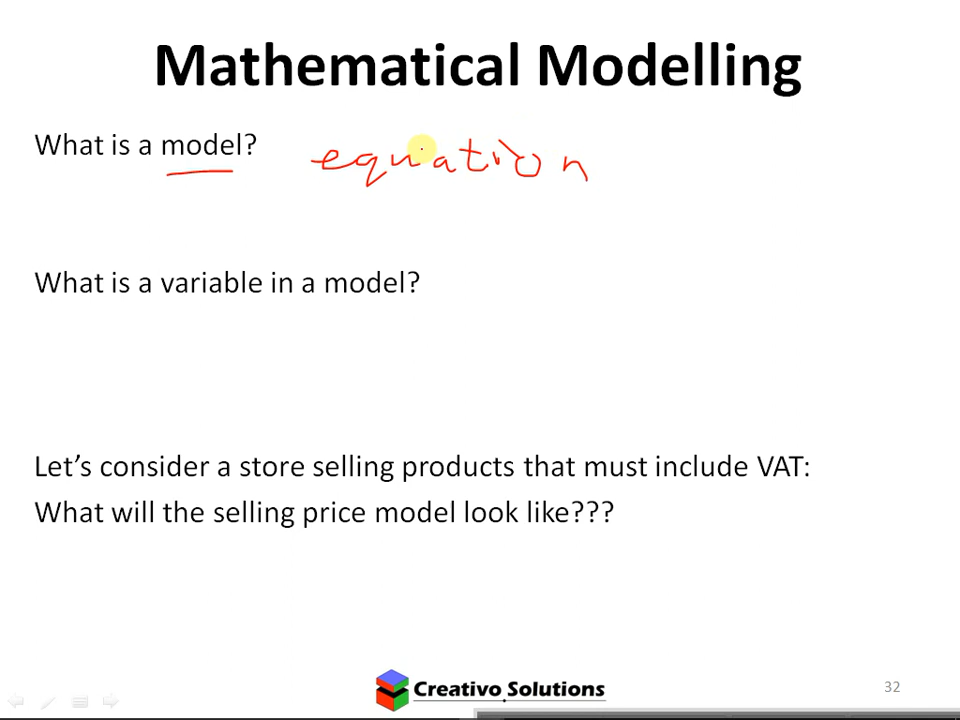 Mathematical Modelling
What is a model? equation
What is a variable in a model?
Let's consider a store selling products that must include VAT:
What will the selling price model look like???
Creativo Solutions
32